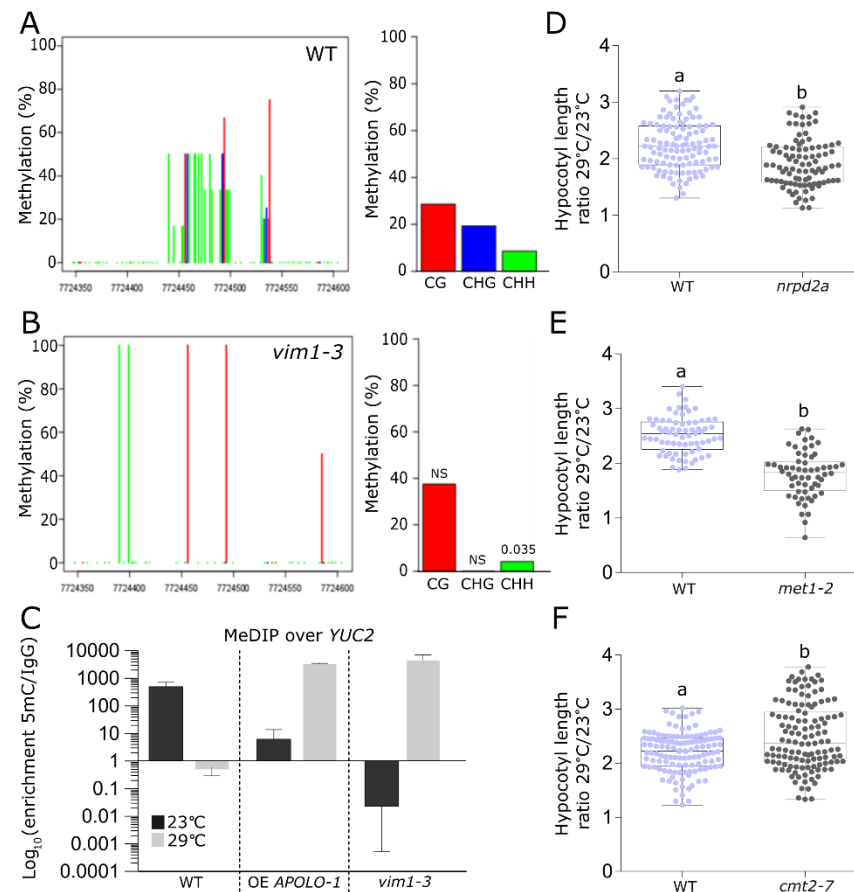 A
WT
Methylation (%)
100
80
60
40
20
0
7724350 7724400 7724450 7724500 7724550 7724600
Methylation (%)
100
80
60
40
20
0
CG CHG CHH
B
vim1-3
Methylation (%)
100
80
60
40
20
0
7724350 7724400 7724450 7724500 7724550 7724600
Methylation (%)
100
80
60
40
20
0
NS
NS
0.035
CG CHG CHH
C
MeDIP over YUC2
Log10(enrichment 5mC/IgG)
10000
1000
100
10
1
0.1
0.01
0.001
0.0001
23°C
29°C
WT OE APOLO-1 vim1-3
D
Hypocotyl length
ratio 29°C/23°C
4
3
2
1
0
a
b
WT nrpd2a
E
Hypocotyl length
ratio 29°C/23°C
4
3
2
1
0
a
b
WT met1-2
F
Hypocotyl length
ratio 29°C/23°C
4
3
2
1
0
a
b
WT cmt2-7